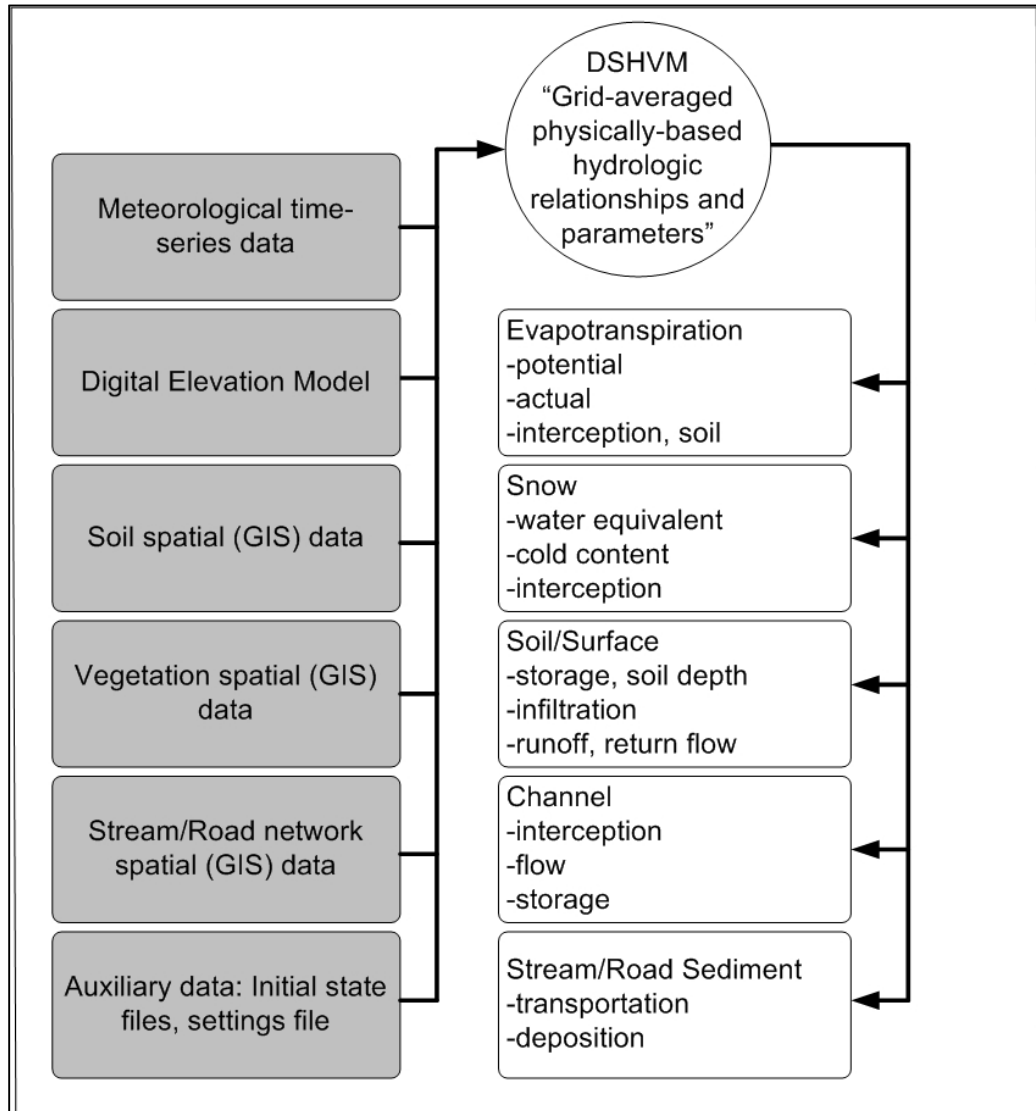 DSHVM
“Grid-averaged
physically-based
hydrologic
relationships and
parameters”
Meteorological time-
series data
Digital Elevation Model
Soil spatial (GIS) data
Vegetation spatial (GIS)
data
Stream/Road network
spatial (GIS) data
Auxiliary data: Initial state
files, settings file
Evapotranspiration
-potential
-actual
-interception, soil
Snow
-water equivalent
-cold content
-interception
Soil/Surface
-storage, soil depth
-infiltration
-runoff, return flow
Channel
-interception
-flow
-storage
Stream/Road Sediment
-transportation
-deposition